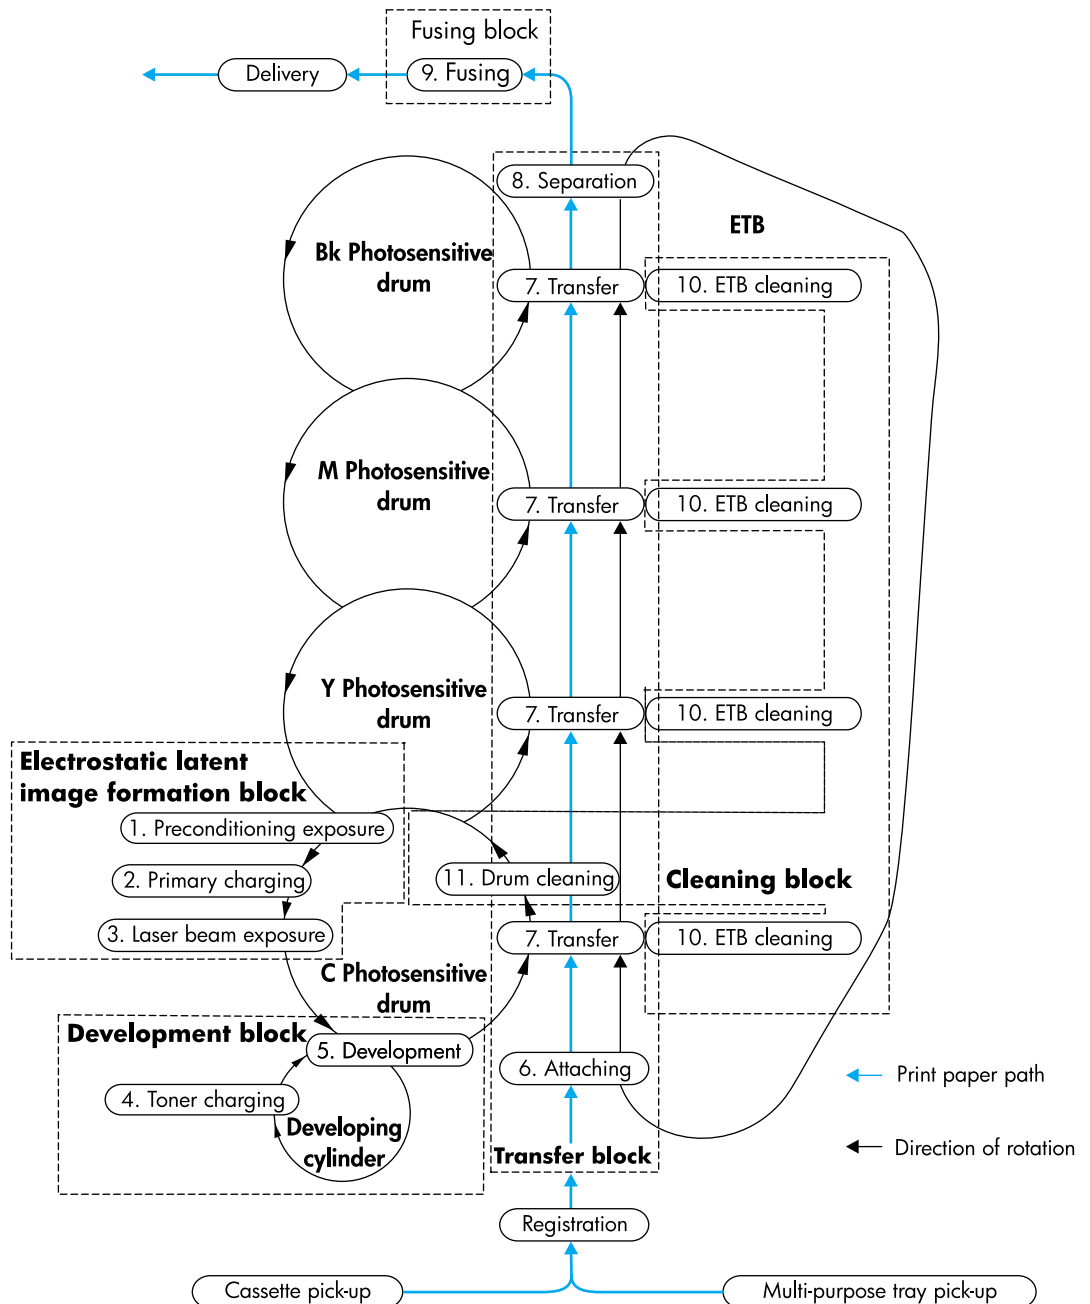 Fusing block
Delivery
9. Fusing
8. Separation
ETB
Bk Photosensitive
drum
7. Transfer
10. ETB cleaning
M Photosensitive
drum
7. Transfer
10. ETB cleaning
Y Photosensitive
drum
7. Transfer
10. ETB cleaning
Electrostatic latent
image formation block
1. Preconditioning exposure
2. Primary charging
11. Drum cleaning
Cleaning block
3. Laser beam exposure
7. Transfer
10. ETB cleaning
C Photosensitive
drum
Development block
5. Development
6. Attaching
4. Toner charging
Developing
cylinder
Transfer block
Print paper path
Direction of rotation
Registration
Cassette pick-up
Multi-purpose tray pick-up